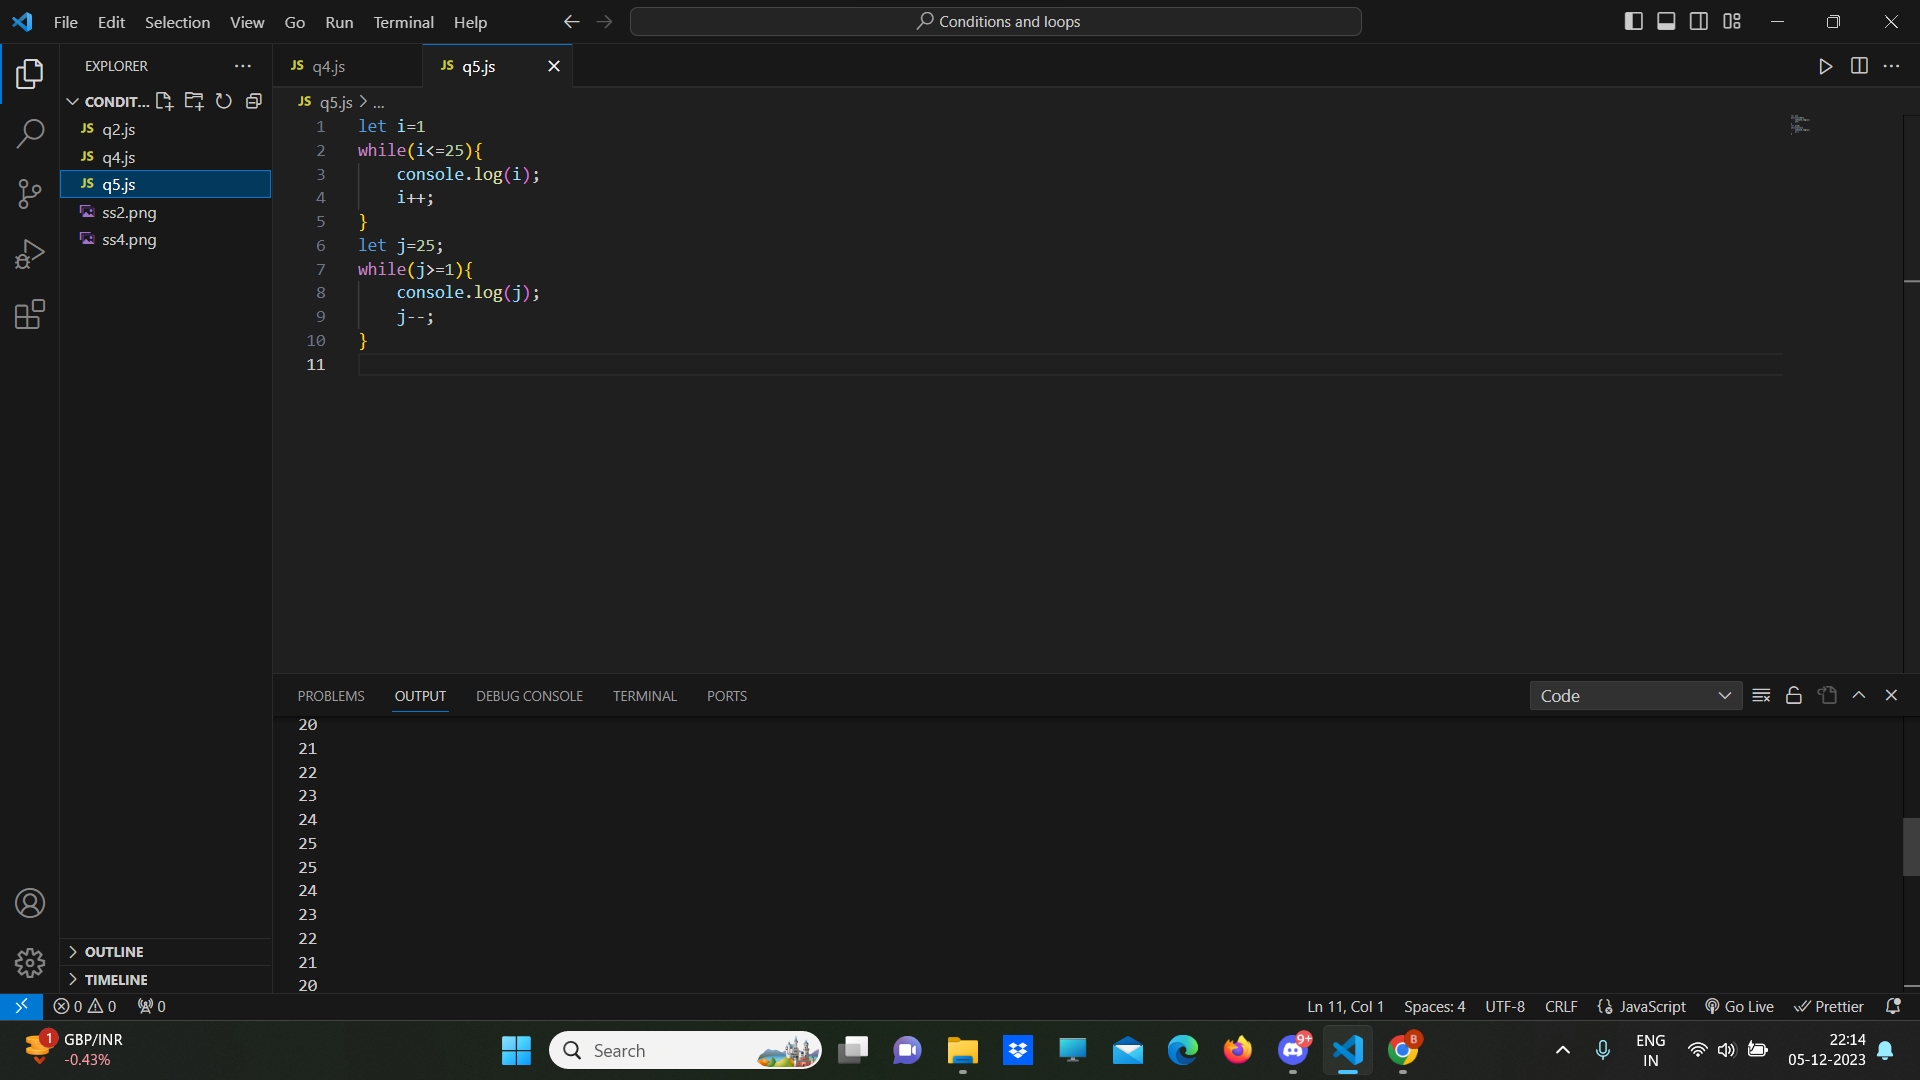 File Edit Selection View Go Run Terminal Help
Conditions and loops
EXPLORER
CONDIT...
JS q2.js
JS q4.js
JS q5.js
ss2.png
ss4.png
OUTLINE
TIMELINE
JS q4.js
JS q5.js
JS q5.js > ...
1 let i=1
2 while(i<=25){
3 console.log(i);
4 i++;
5 }
6 let j=25;
7 while(j>=1){
8 console.log(j);
9 j--;
10 }
11
PROBLEMS OUTPUT DEBUG CONSOLE TERMINAL PORTS
Code
20
21
22
23
24
25
25
24
23
22
21
20
0 0 0
Ln 11, Col 1 Spaces: 4 UTF-8 CRLF {} JavaScript Go Live Prettier
1
GBP/INR
-0.43%
Search
9+
B
ENG
IN
22:14
05-12-2023